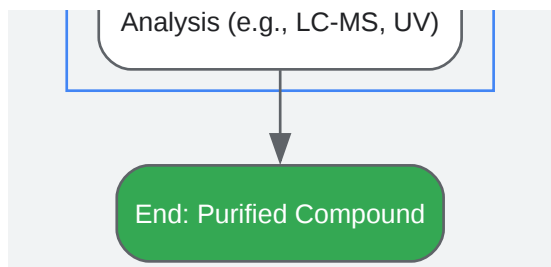 Analysis (e.g., LC-MS, UV)
End: Purified Compound